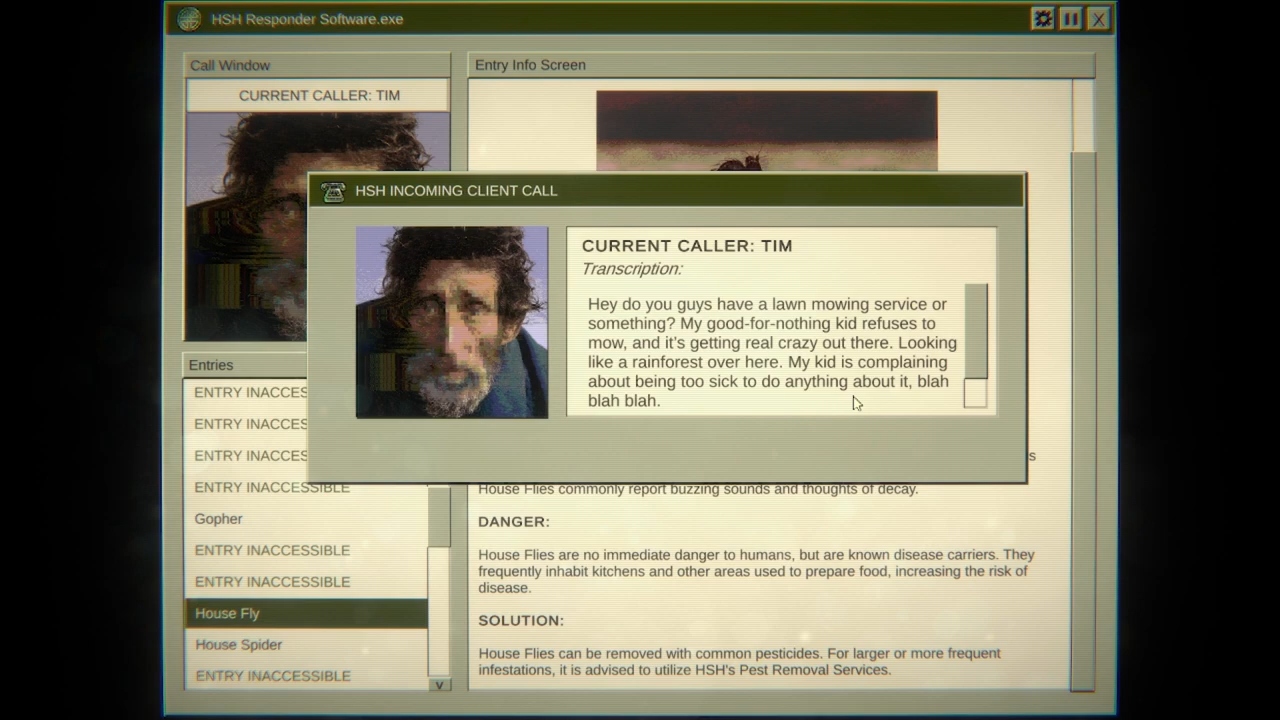 HSH Responder Software.exe
X
Call Window
Entry Info Screen
CURRENT CALLER: TIM
HSH INCOMING CLIENT CALL
CURRENT CALLER: TIM
Transcription:
Hey do you guys have a lawn mowing service or
something? My good-for-nothing kid refuses to
mow, and it's getting real crazy out there. Looking
like a rainforest over here. My kid is complaining
about being too sick to do anything about it, blah
blah blah.
Entries
ENTRY INACCES
ENTRY INACCES
ENTRY INACCES
ENTRY INACCESSIBLE
Gopher
ENTRY INACCESSIBLE
ENTRY INACCESSIBLE
House Fly
House Spider
ENTRY INACCESSIBLE
v
s
House Flies commonly report buzzing sounds and thoughts of decay.
DANGER:
House Flies are no immediate danger to humans, but are known disease carriers. They
frequently inhabit kitchens and other areas used to prepare food, increasing the risk of
disease.
SOLUTION:
House Flies can be removed with common pesticides. For larger or more frequent
infestations, it is advised to utilize HSH's Pest Removal Services.